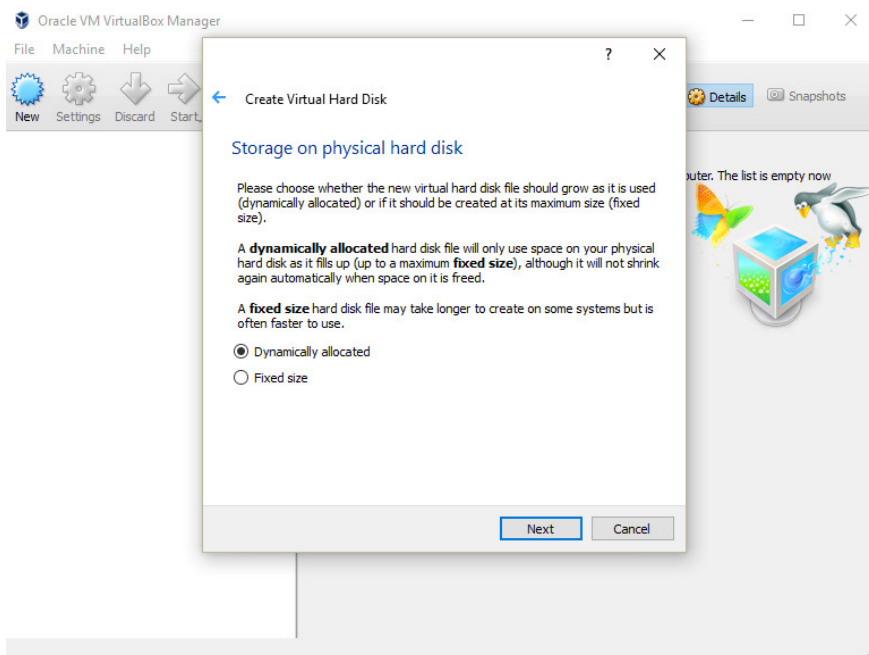 Oracle VM VirtualBox Manager
File Machine Help
? 
New Settings Discard Start
Details Snapshots
Create Virtual Hard Disk
Storage on physical hard disk
Please choose whether the new virtual hard disk file should grow as it is used
(dynamically allocated) or if it should be created at its maximum size (fixed
size).
A dynamically allocated hard disk file will only use space on your physical
hard disk as it fills up (up to a maximum fixed size), although it will not shrink
again automatically when space on it is freed.
A fixed size hard disk file may take longer to create on some systems but is
often faster to use.
Dynamically allocated
Fixed size
Next Cancel
The list is empty now